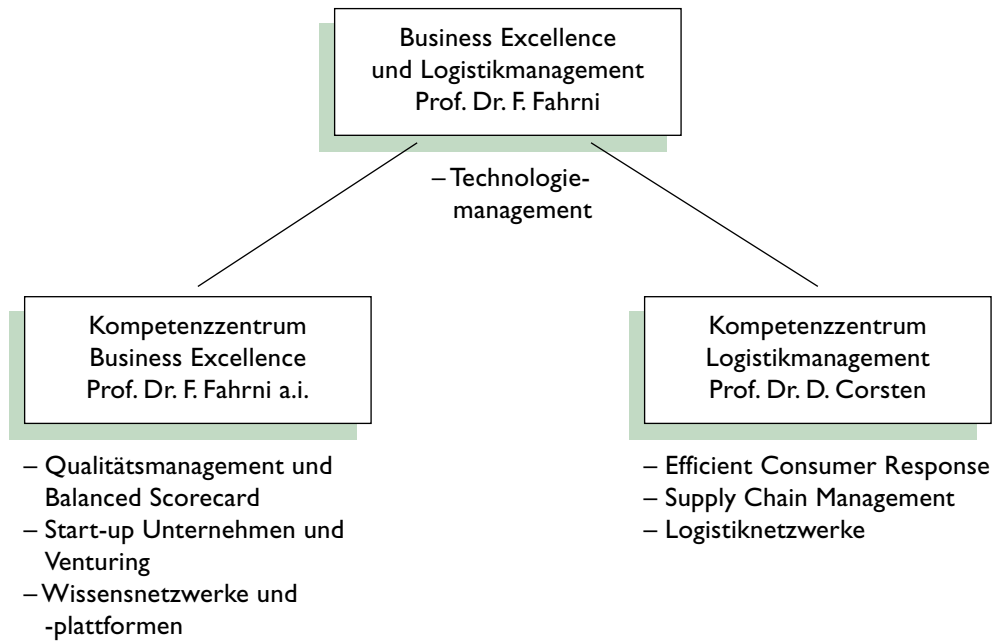 Business Excellence
und Logistikmanagement
Prof. Dr. F. Fahrni
– Technologie-
management
Kompetenzzentrum
Business Excellence
Prof. Dr. F. Fahrni a.i.
– Qualitätsmanagement und
Balanced Scorecard
– Start-up Unternehmen und
Venturing
– Wissensnetzwerke und
-plattformen
Kompetenzzentrum
Logistikmanagement
Prof. Dr. D. Corsten
– Efficient Consumer Response
– Supply Chain Management
– Logistiknetzwerke